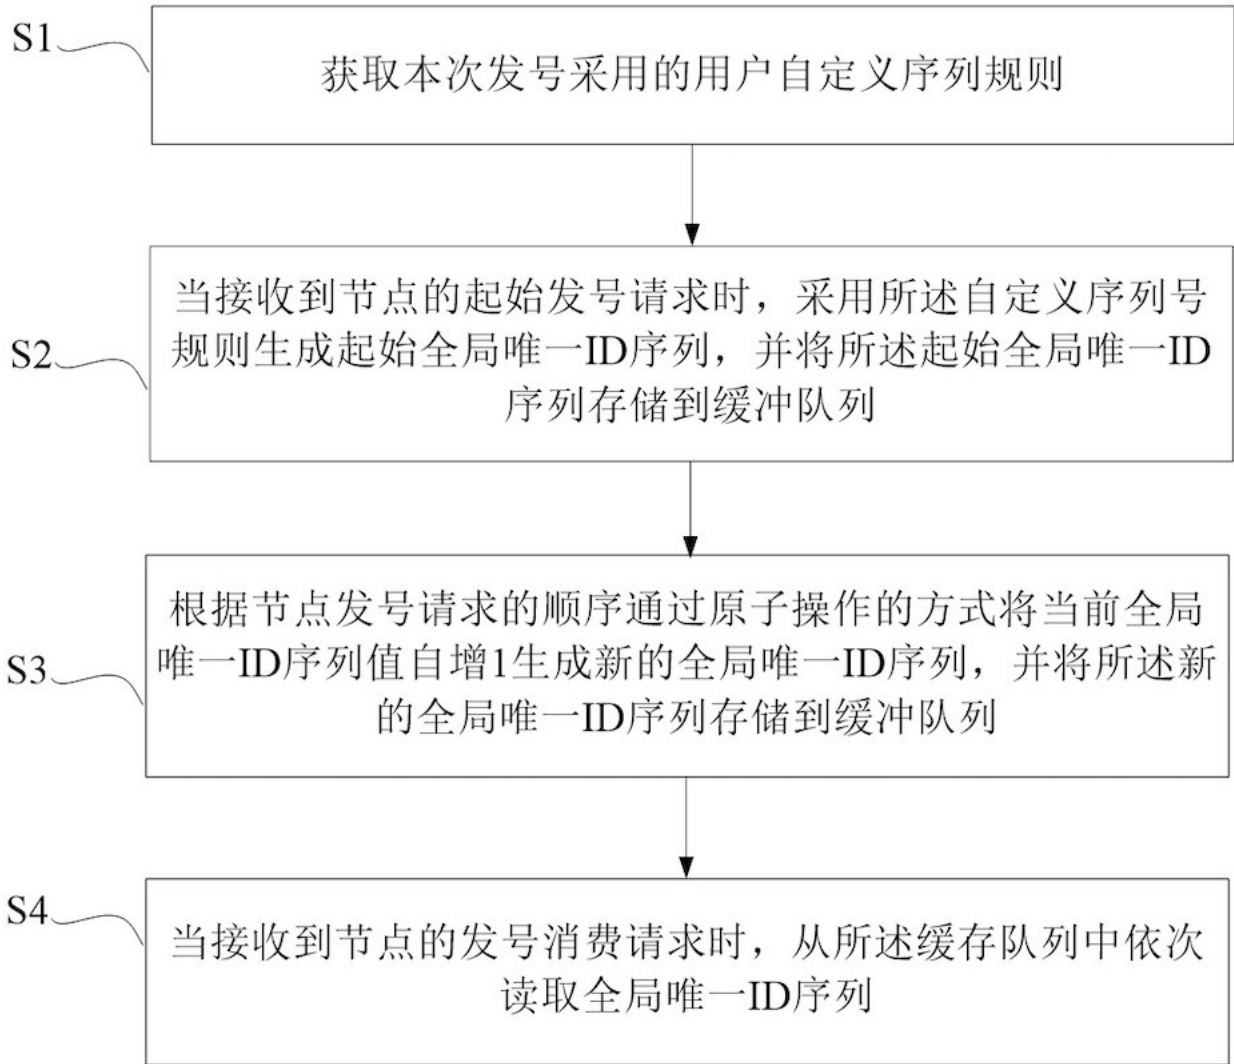 S1
获取本次发号采用的用户自定义序列规则
S2
当接收到节点的起始发号请求时，采用所述自定义序列号
规则生成起始全局唯一ID序列，并将所述起始全局唯一ID
序列存储到缓冲队列
S3
根据节点发号请求的顺序通过原子操作的方式将当前全局
唯一ID序列值自增1生成新的全局唯一ID序列，并将所述新
的全局唯一ID序列存储到缓冲队列
S4
当接收到节点的发号消费请求时，从所述缓存队列中依次
读取全局唯一ID序列